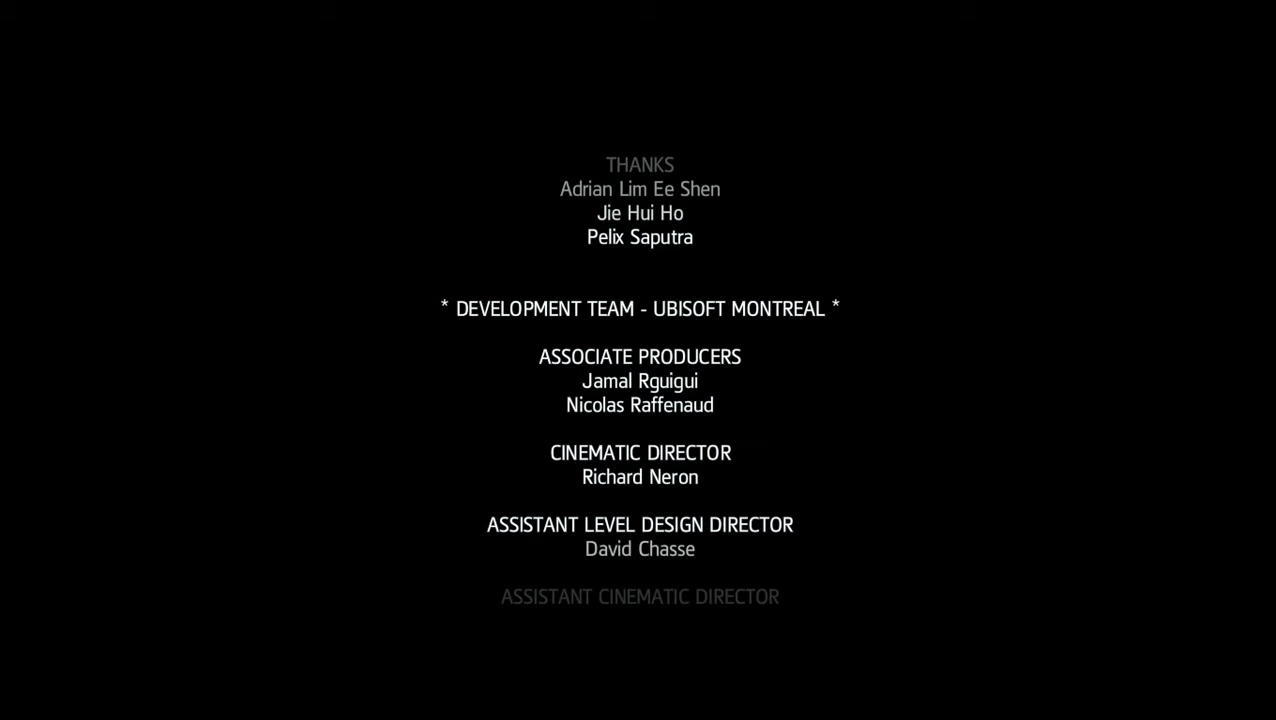 THANKS
Adrian Lim Ee Shen
Jie Hui Ho
Pelix Saputra
* DEVELOPMENT TEAM - UBISOFT MONTREAL *
ASSOCIATE PRODUCERS
Jamal Rguigui
Nicolas Raffenaud
CINEMATIC DIRECTOR
Richard Neron
ASSISTANT LEVEL DESIGN DIRECTOR
David Chasse
ASSISTANT CINEMATIC DIRECTOR